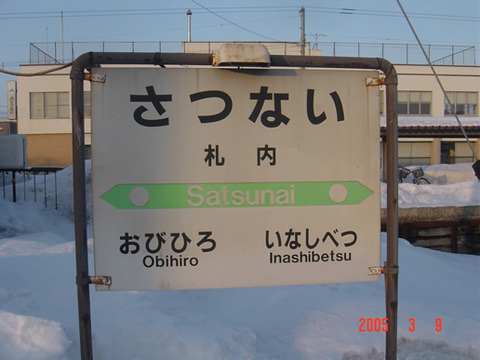 さつない
札内
Satsunai
おびひろ
Obihiro
いなしべつ
Inashibetsu
2005 3 9